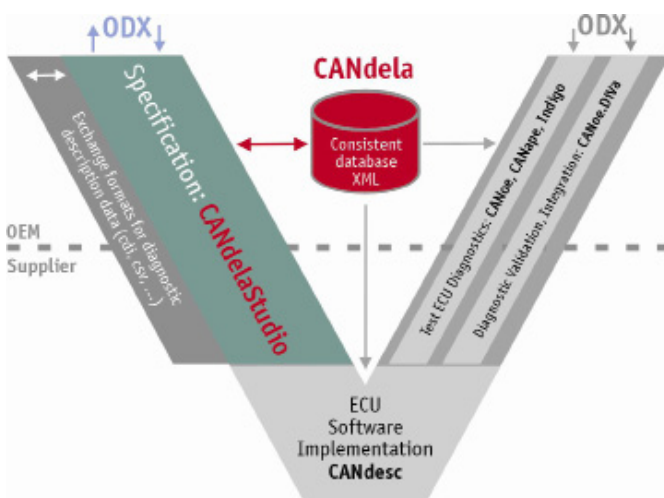 ODX
ODX
CANdela
Consistent
database
XML
Exchange formats for diagnostic
description data (cdi, csv, ...)
Specification: CANdelaStudio
Test ECU Diagnostics: CANoe, CANape, Indigo
Diagnostic Validation, Integration: CANoe.DiVa
OEM
Supplier
ECU
Software
Implementation
CANdesc